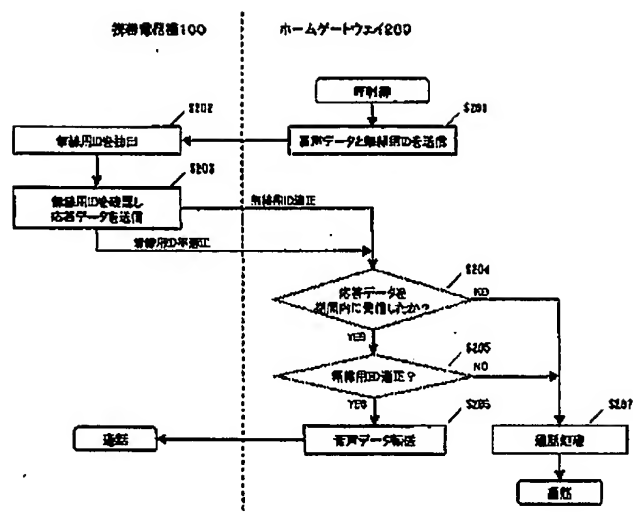 携帯電話機100
ホームゲートウェイ200
呼制御
S201
音声データと無線用IDを送信
S202
無線用IDを抽出
S203
無線用IDを確認し
応答データを送信
無線用ID適正
無線用ID不適正
S204
応答データを
期間内に受信したか?
NO
YES
S205
無線用ID適正?
NO
YES
S206
音声データ転送
通話
S207